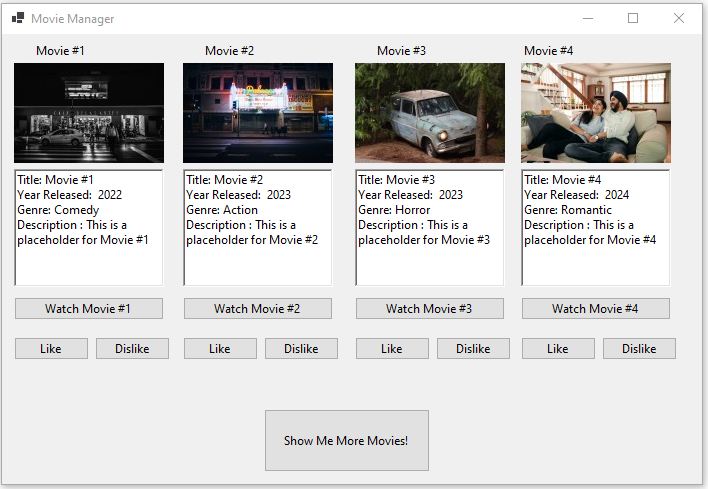 Movie Manager
Movie #1
Movie #2
Movie #3
Movie #4
Title: Movie #1
Year Released:  2022
Genre: Comedy
Description : This is a
placeholder for Movie #1
Title: Movie #2
Year Released:  2023
Genre: Action
Description : This is a
placeholder for Movie #2
Title: Movie #3
Year Released:  2023
Genre: Horror
Description : This is a
placeholder for Movie #3
Title: Movie #4
Year Released:  2024
Genre: Romantic
Description : This is a
placeholder for Movie #4
Watch Movie #1
Watch Movie #2
Watch Movie #3
Watch Movie #4
Like
Dislike
Like
Dislike
Like
Dislike
Like
Dislike
Show Me More Movies!